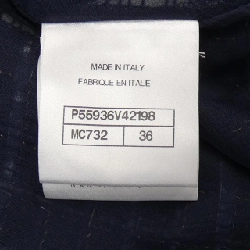 MADE IN ITALY
FABRIQUE EN ITALIE
P55936V42198
MC732 36